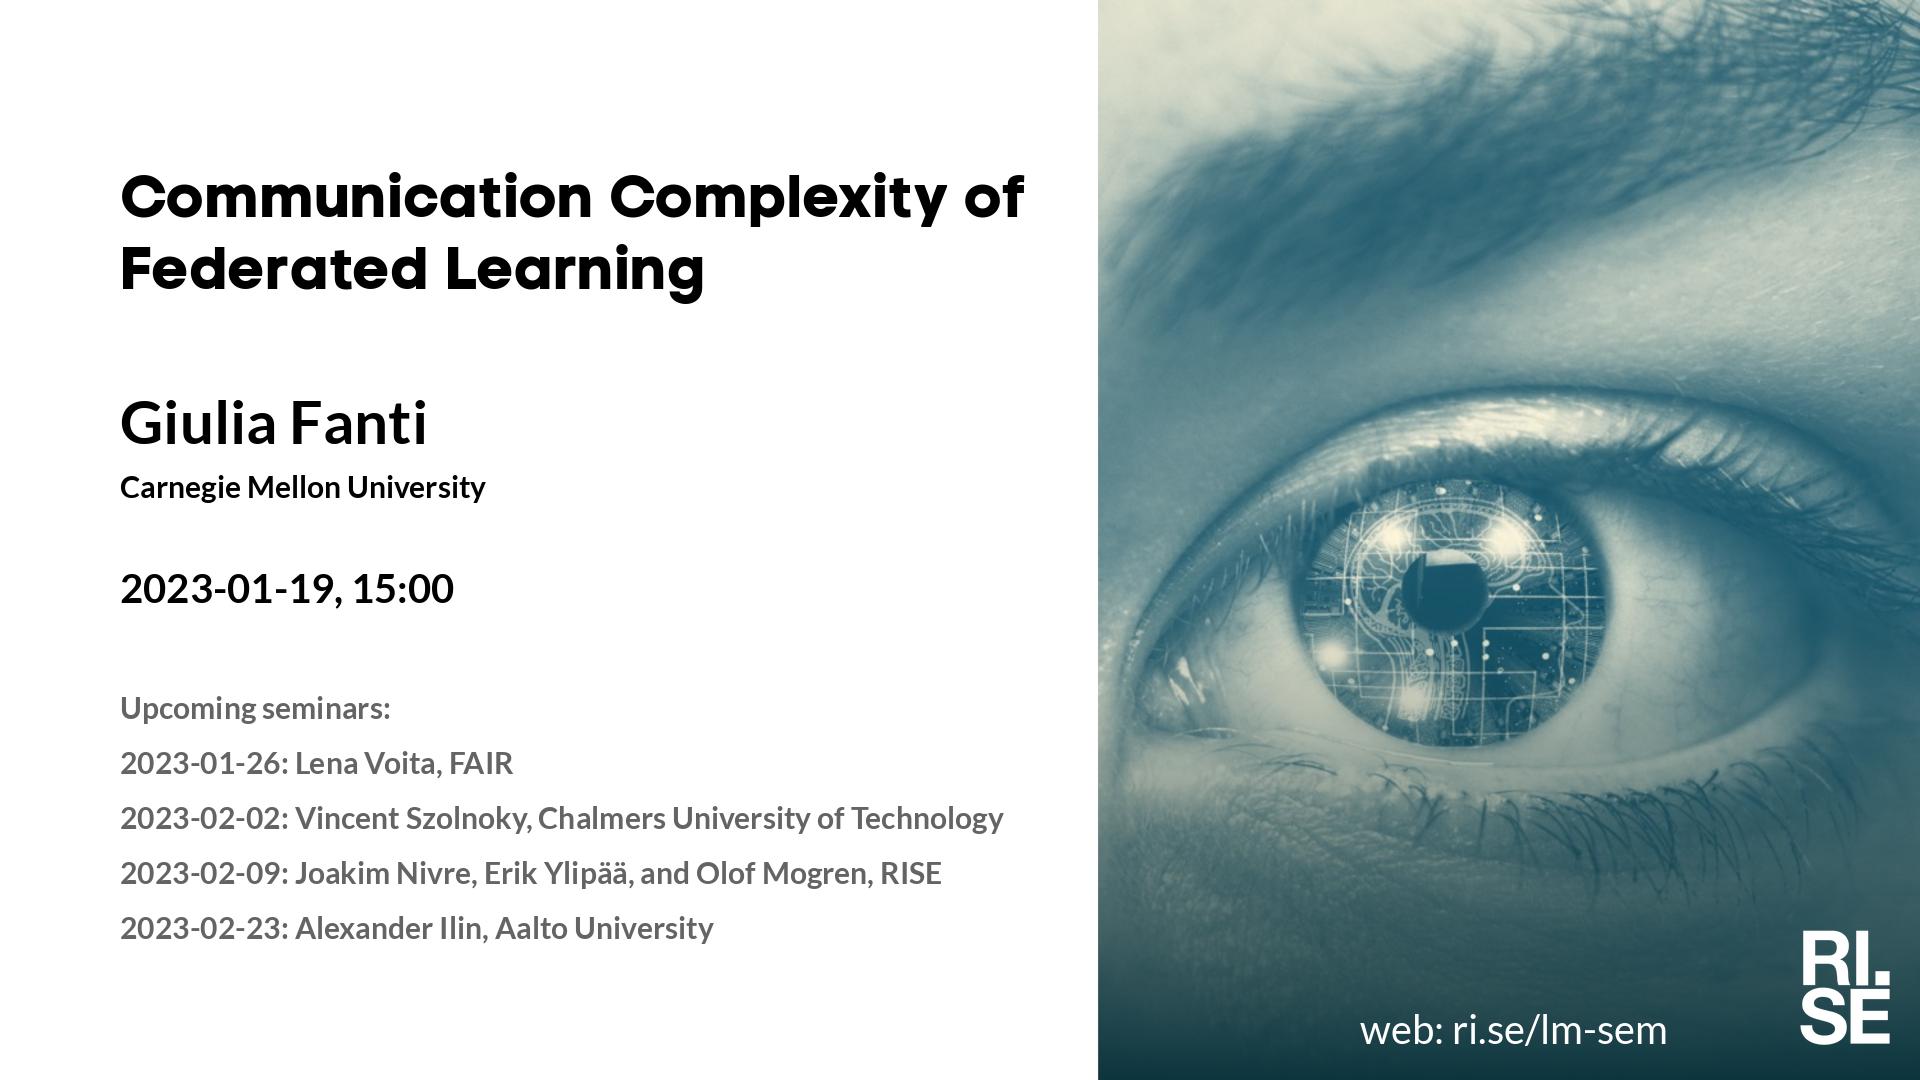 Communication Complexity of
Federated Learning
Giulia Fanti
Carnegie Mellon University
2023-01-19, 15:00
Upcoming seminars:
2023-01-26: Lena Voita, FAIR
2023-02-02: Vincent Szolnoky, Chalmers University of Technology
2023-02-09: Joakim Nivre, Erik Ylipää, and Olof Mogren, RISE
2023-02-23: Alexander Ilin, Aalto University
web: ri.se/lm-sem
RI.
SE